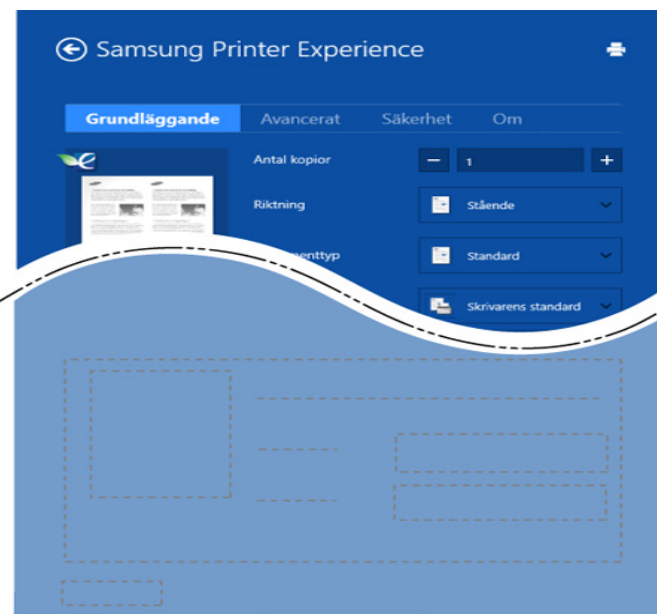 Samsung Printer Experience
Grundläggande Avancerat Säkerhet Om
Antal kopior 1
Riktning Stående
Standard
Skrivarens standard